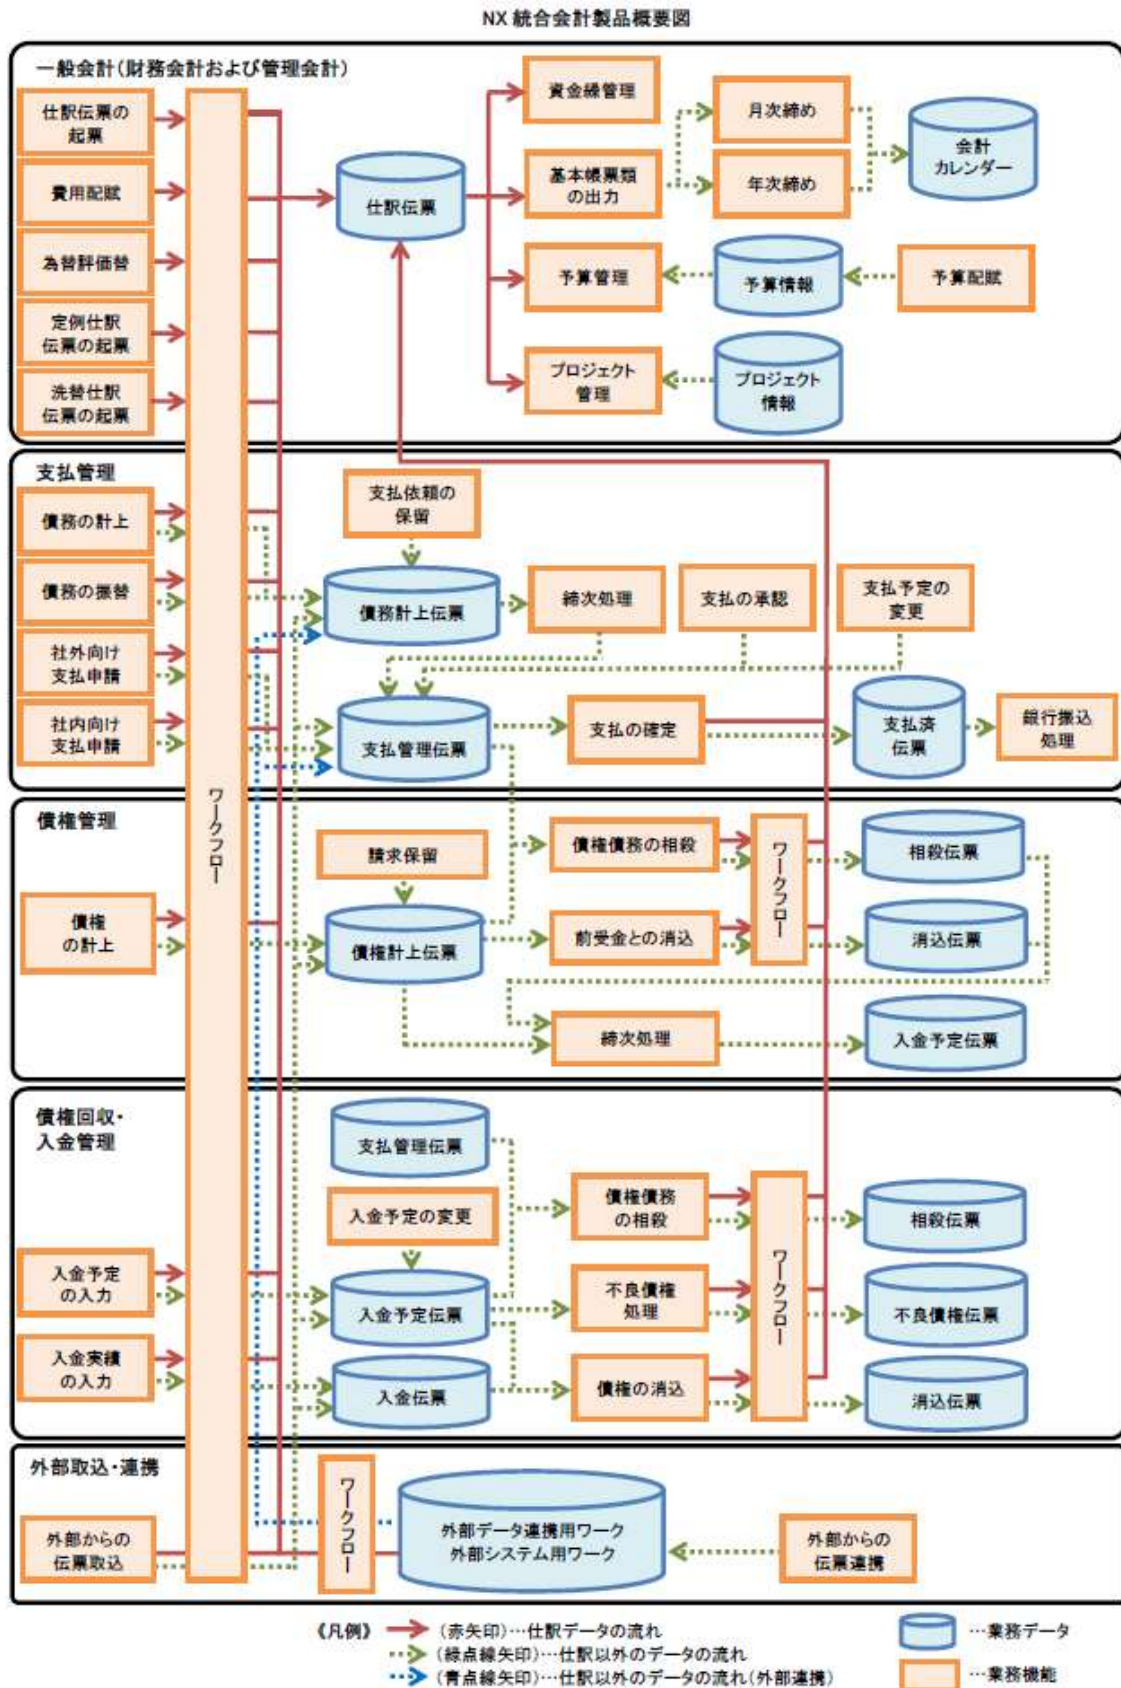 NX 統合会計製品概要図
一般会計（財務会計および管理会計）
仕訳伝票の
起票
費用配賦
為替評価替
定例仕訳
伝票の起票
洗替仕訳
伝票の起票
仕訳伝票
資金繰管理
基本帳票類
の出力
予算管理
プロジェクト
管理
月次締め
年次締め
予算情報
プロジェクト
情報
会計
カレンダー
予算配賦
ワークフロー
支払管理
債務の計上
債務の振替
社外向け
支払申請
社内向け
支払申請
支払依頼の
保留
債務計上伝票
締次処理
支払の承認
支払予定の
変更
支払管理伝票
支払の確定
支払済
伝票
銀行振込
処理
債権管理
債権
の計上
請求保留
債権計上伝票
債権債務の相殺
前受金との消込
締次処理
ワークフロー
相殺伝票
消込伝票
入金予定伝票
債権回収・
入金管理
入金予定
の入力
入金実績
の入力
支払管理伝票
入金予定の変更
入金予定伝票
入金伝票
債権債務
の相殺
不良債権
処理
債権の消込
ワークフロー
相殺伝票
不良債権伝票
消込伝票
外部取込・連携
外部からの
伝票取込
ワークフロー
外部データ連携用ワーク
外部システム用ワーク
外部からの
伝票連携
《凡例》
（赤矢印）…仕訳データの流れ
（緑点線矢印）…仕訳以外のデータの流れ
（青点線矢印）…仕訳以外のデータの流れ（外部連携）
…業務データ
…業務機能